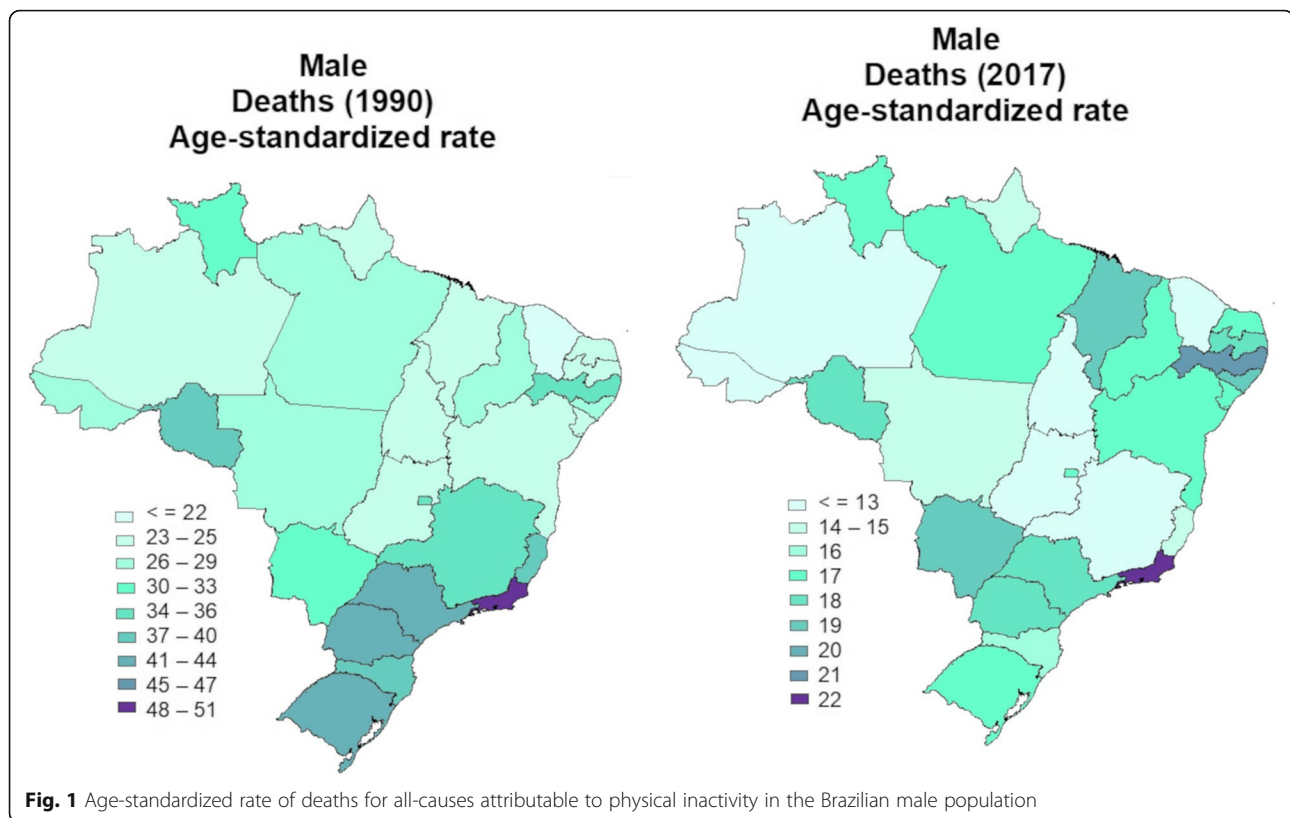 Male
Deaths (1990)
Age-standardized rate
< = 22
23 – 25
26 – 29
30 – 33
34 – 36
37 – 40
41 – 44
45 – 47
48 – 51
Male
Deaths (2017)
Age-standardized rate
< = 13
14 – 15
16
17
18
19
20
21
22
Fig. 1 Age-standardized rate of deaths for all-causes attributable to physical inactivity in the Brazilian male population